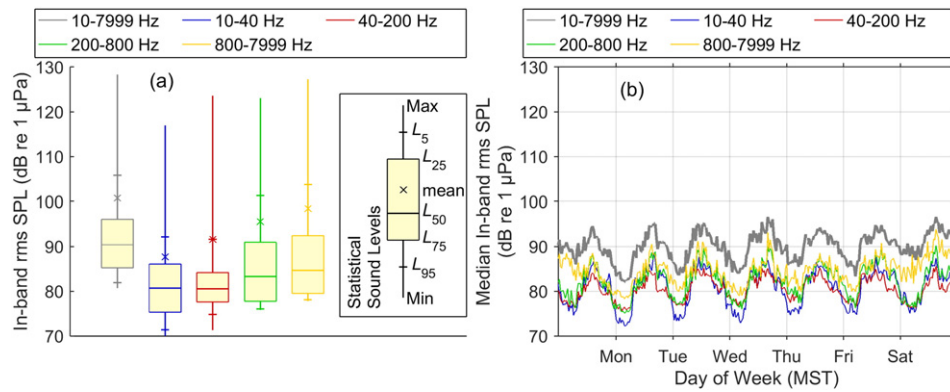 10-7999 Hz 10-40 Hz 40-200 Hz
200-800 Hz 800-7999 Hz
In-band rms SPL (dB re 1 µPa)
130
120
110
100
90
80
70
(a)
Statistical
Sound Levels
Max
L5
L25
mean
L50
L75
L95
Min
10-7999 Hz 10-40 Hz 40-200 Hz
200-800 Hz 800-7999 Hz
Median In-band rms SPL
(dB re 1 µPa)
130
120
110
100
90
80
70
(b)
Mon Tue Wed Thu Fri Sat
Day of Week (MST)